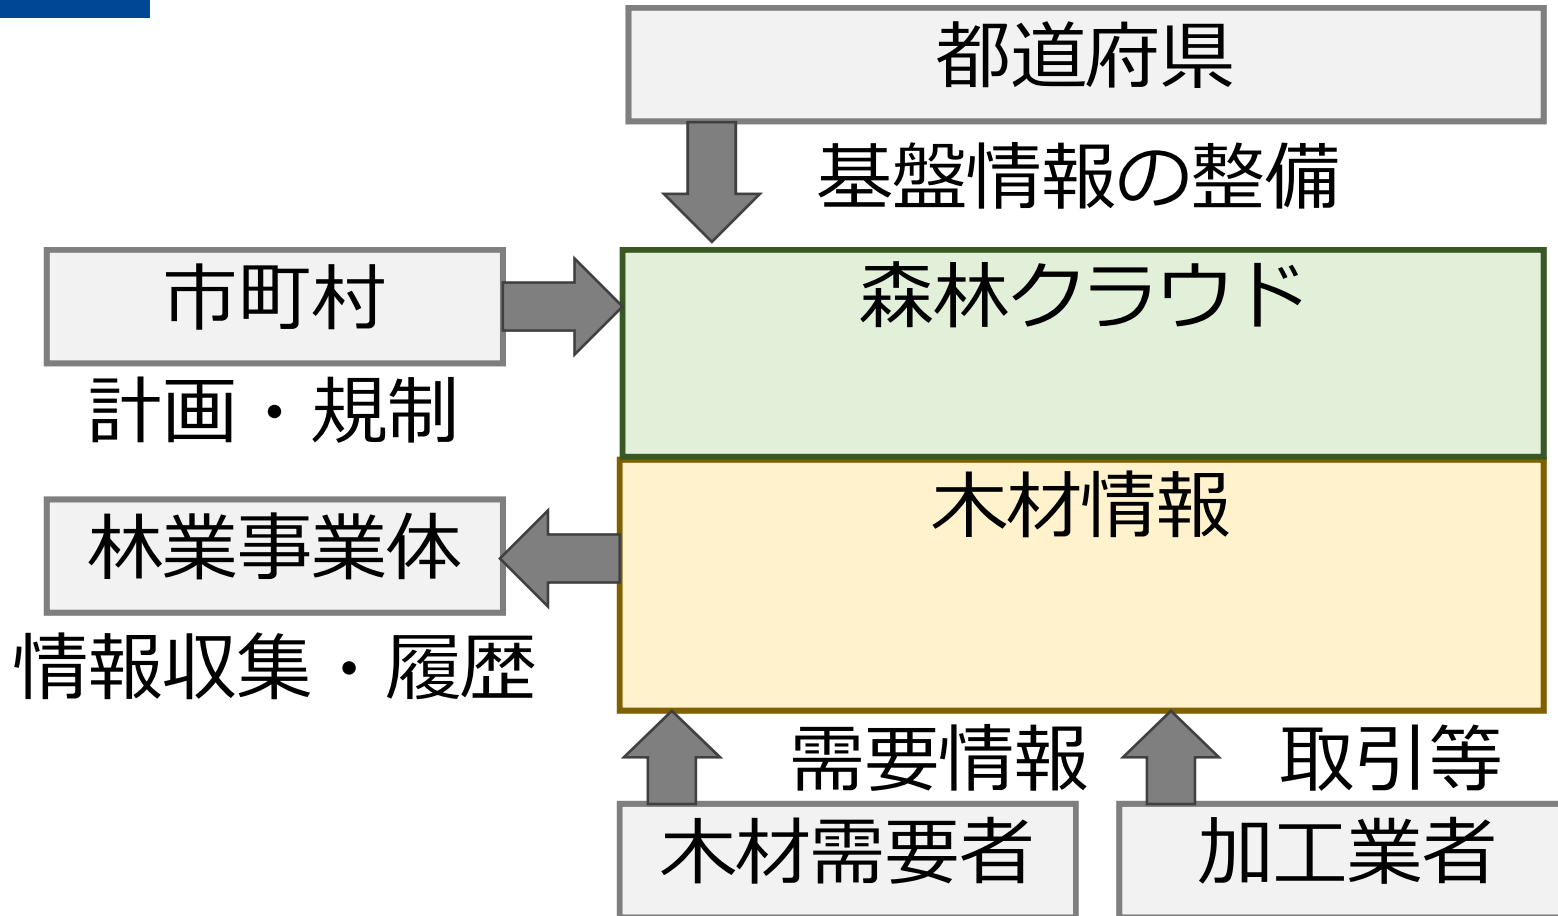 都道府県
基盤情報の整備
市町村
森林クラウド
計画・規制
木材情報
林業事業体
情報収集・履歴
需要情報
取引等
木材需要者
加工業者